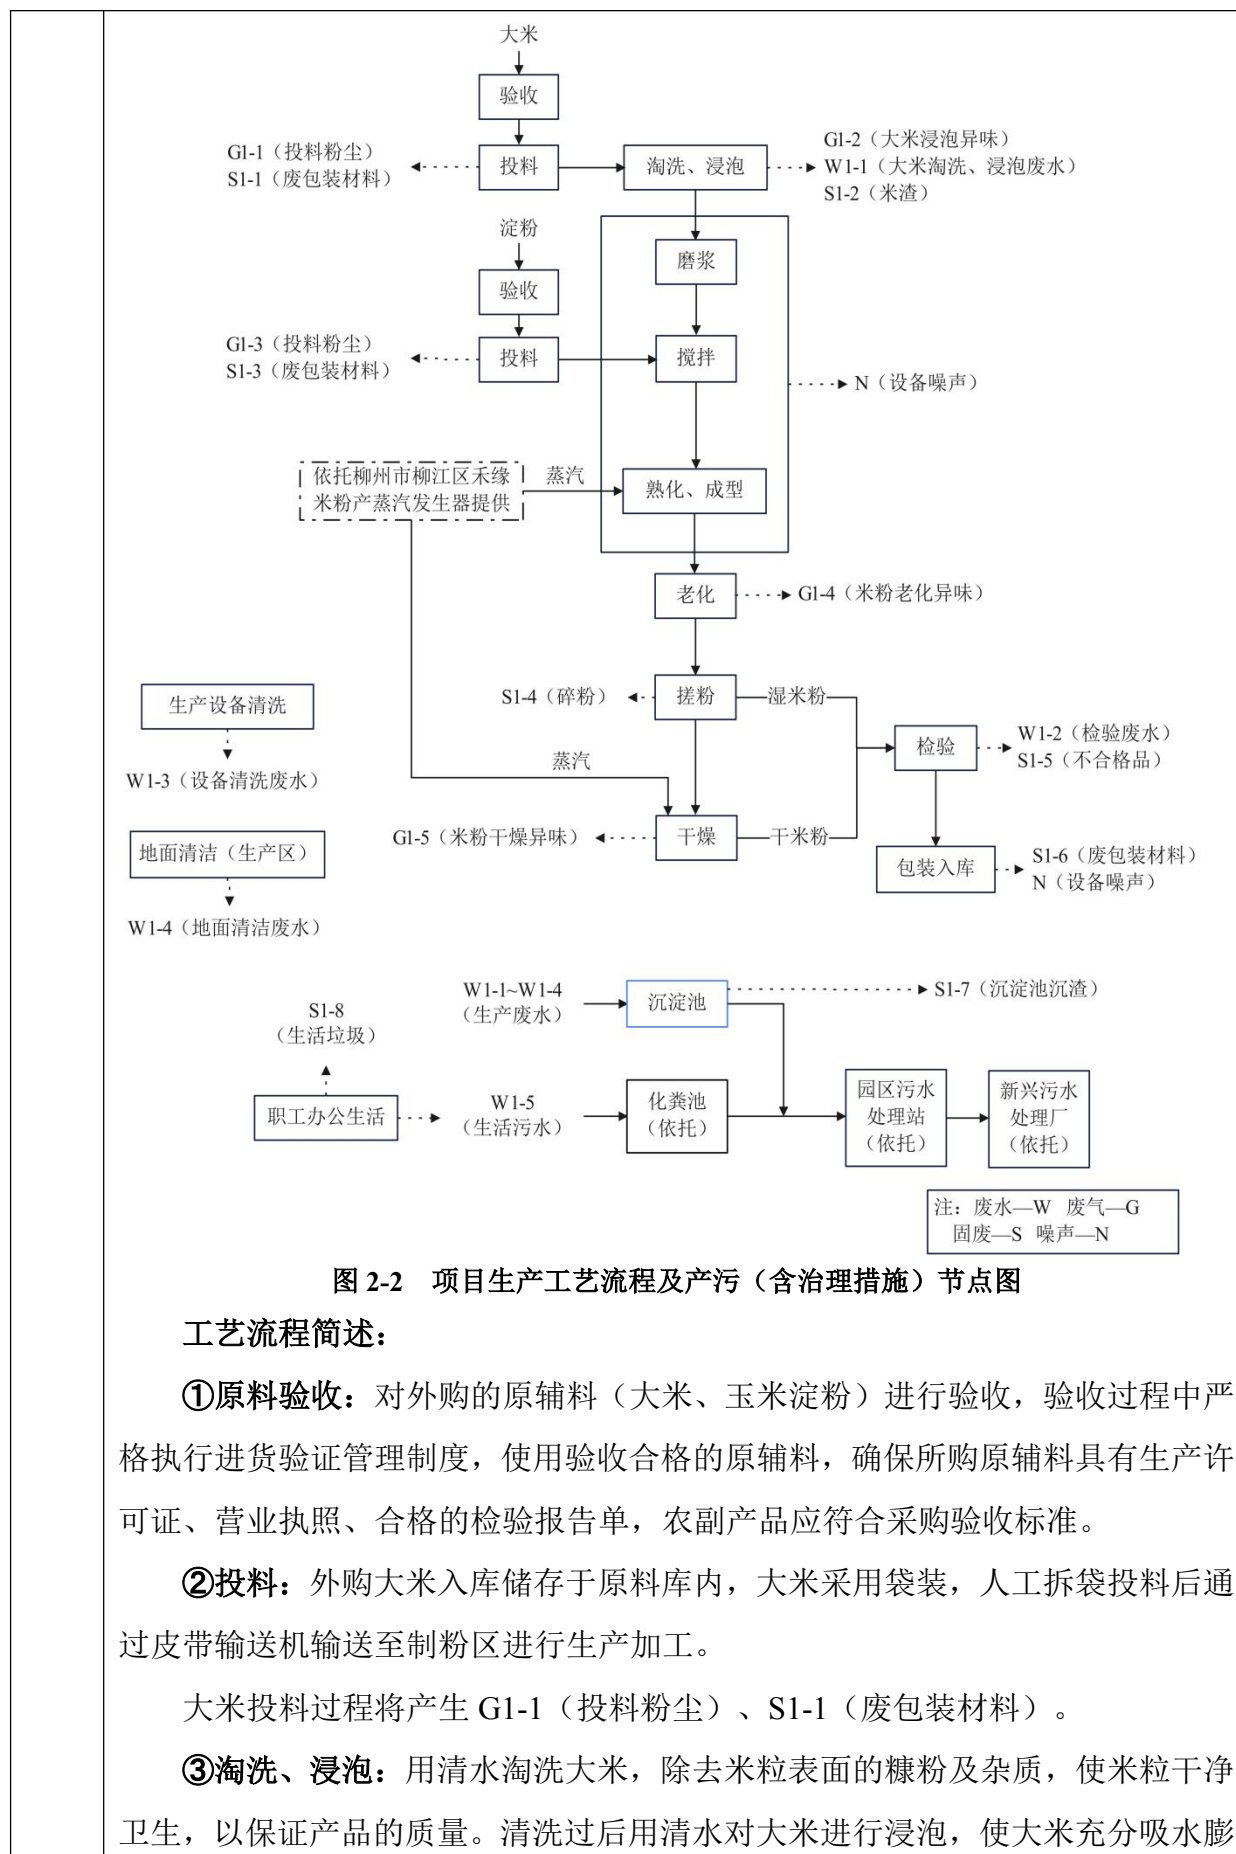 大米
验收
G1-1（投料粉尘）
S1-1（废包装材料）
投料
淘洗、浸泡
G1-2（大米浸泡异味）
W1-1（大米淘洗、浸泡废水）
S1-2（米渣）
淀粉
验收
磨浆
G1-3（投料粉尘）
S1-3（废包装材料）
投料
搅拌
N（设备噪声）
依托柳州市柳江区禾缘
米粉产蒸汽发生器提供
蒸汽
熟化、成型
老化
G1-4（米粉老化异味）
S1-4（碎粉）
搓粉
湿米粉
生产设备清洗
W1-3（设备清洗废水）
蒸汽
检验
W1-2（检验废水）
S1-5（不合格品）
G1-5（米粉干燥异味）
干燥
干米粉
地面清洁（生产区）
W1-4（地面清洁废水）
包装入库
S1-6（废包装材料）
N（设备噪声）
W1-1~W1-4
（生产废水）
沉淀池
S1-7（沉淀池沉渣）
S1-8
（生活垃圾）
职工办公生活
W1-5
（生活污水）
化粪池
（依托）
园区污水
处理站
（依托）
新兴污水
处理厂
（依托）
注：废水—W 废气—G
固废—S 噪声—N
图 2-2 项目生产工艺流程及产污（含治理措施）节点图
工艺流程简述：
①原料验收：对外购的原辅料（大米、玉米淀粉）进行验收，验收过程中严
格执行进货验证管理制度，使用验收合格的原辅料，确保所购原辅料具有生产许
可证、营业执照、合格的检验报告单，农副产品应符合采购验收标准。
②投料：外购大米入库储存于原料库内，大米采用袋装，人工拆袋投料后通
过皮带输送机输送至制粉区进行生产加工。
大米投料过程将产生 G1-1（投料粉尘）、S1-1（废包装材料）。
③淘洗、浸泡：用清水淘洗大米，除去米粒表面的糠粉及杂质，使米粒干净
卫生，以保证产品的质量。清洗过后用清水对大米进行浸泡，使大米充分吸水膨